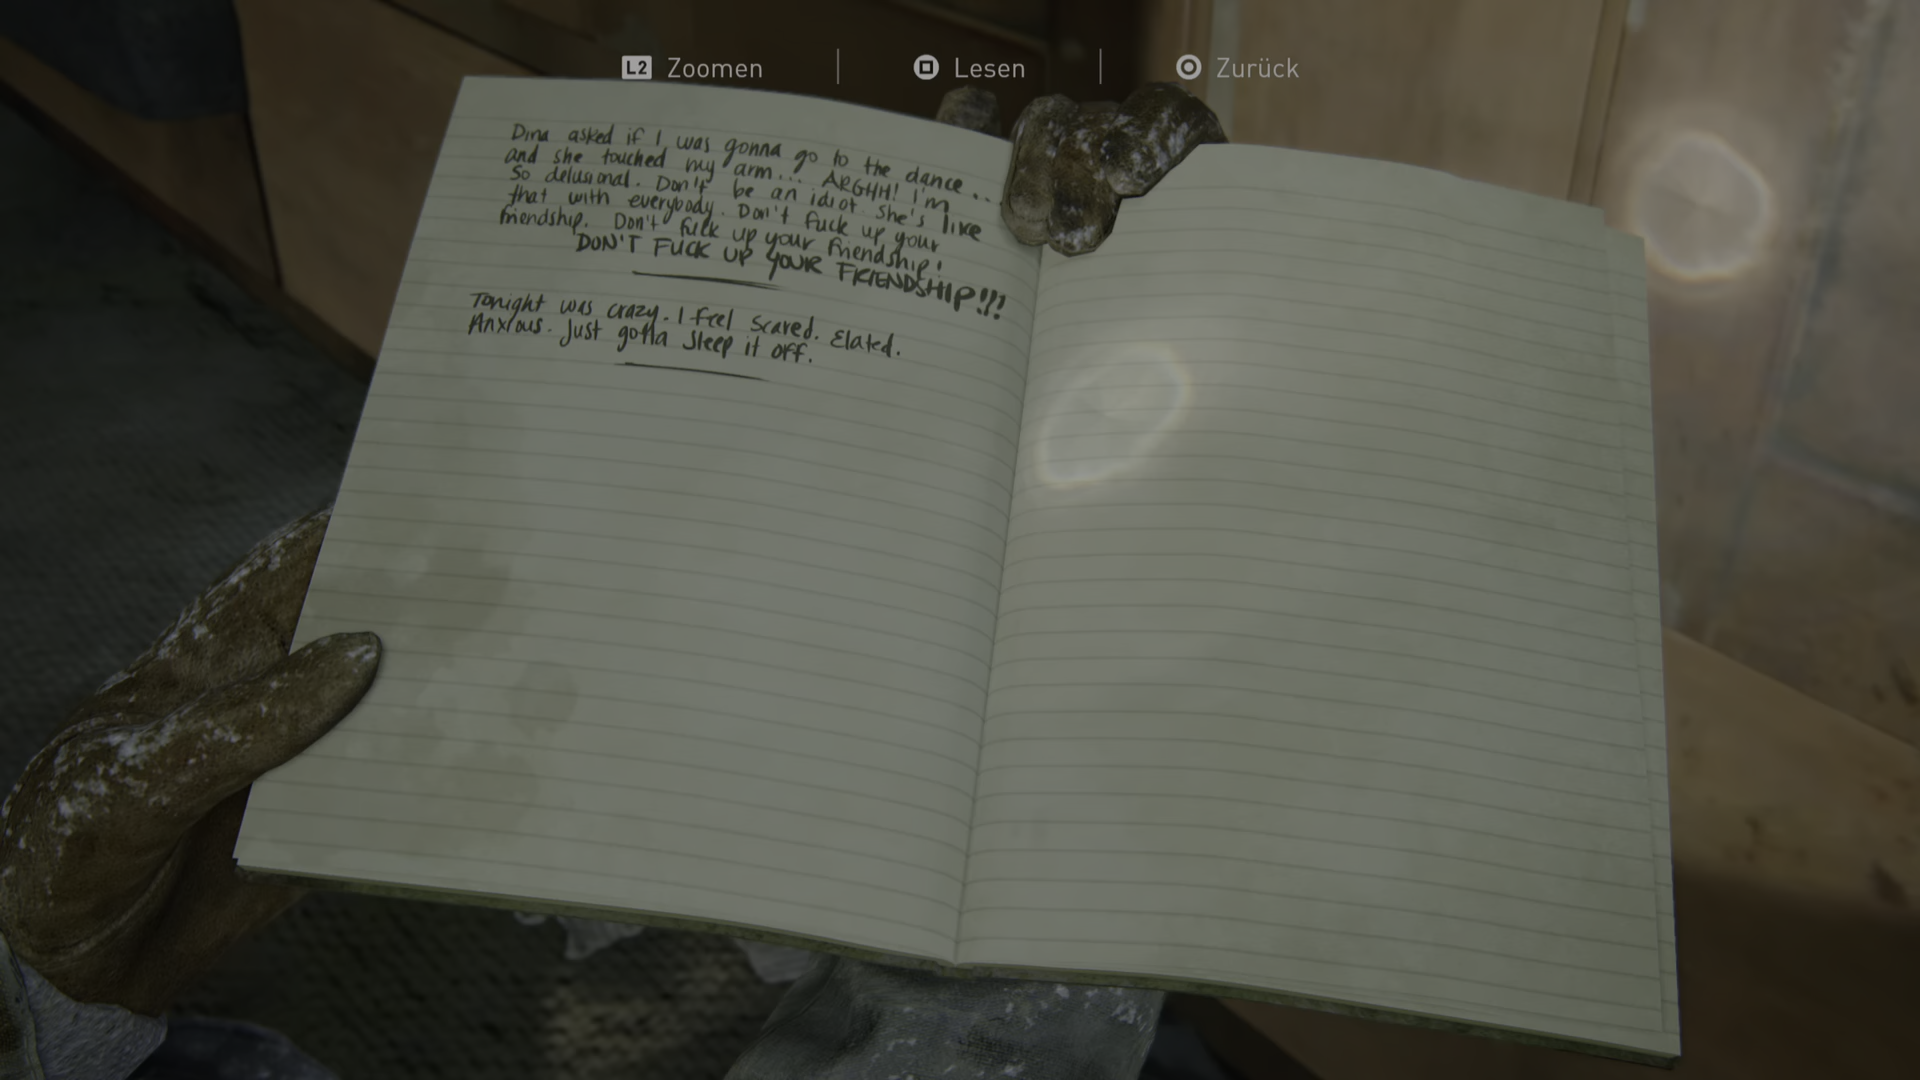 L2 Zoomen | Lesen | Zurück
Dina asked if I was gonna go to the dance...
and she touched my arm... ARGHH! I'm
so delusional. Don't be an idiot. She's like
that with everybody. Don't fuck up your
friendship. Don't fuck up your friendship!
DON'T FUCK UP YOUR FRIENDSHIP!!!
Tonight was crazy. I feel scared. Elated.
Anxious. Just gotta sleep it off.